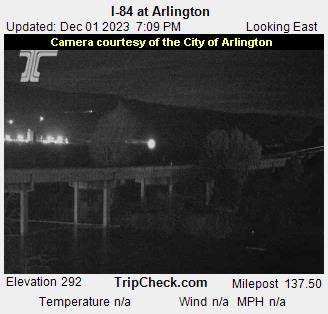 I-84 at Arlington
Updated: Dec 01 2023 7:09 PM Looking East
Camera courtesy of the City of Arlington
Elevation 292 TripCheck.com Milepost 137.50
Temperature n/a Wind n/a MPH n/a